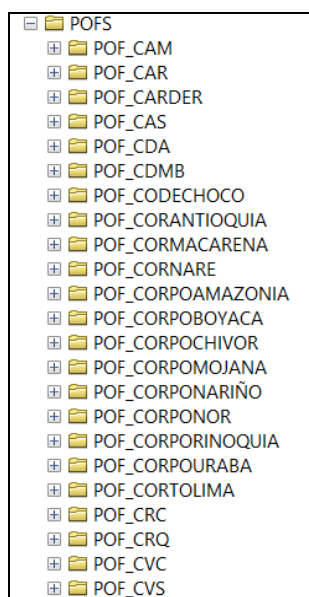 POFS
POF_CAM
POF_CAR
POF_CARDER
POF_CAS
POF_CDA
POF_CDMB
POF_CODECHOCO
POF_CORANTIOQUIA
POF_CORMACARENA
POF_CORNARE
POF_CORPOAMAZONIA
POF_CORPOBOYACA
POF_CORPOCHIVOR
POF_CORPOMOJANA
POF_CORPONARIÑO
POF_CORPONOR
POF_CORPORINOQUIA
POF_CORPOURABA
POF_CORTOLIMA
POF_CRC
POF_CRQ
POF_CVC
POF_CVS